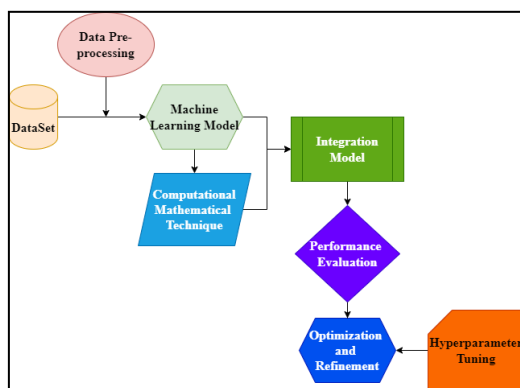 Data Pre-
processing
DataSet
Machine
Learning Model
Computational
Mathematical
Technique
Integration
Model
Performance
Evaluation
Optimization
and
Refinement
Hyperparameter
Tuning